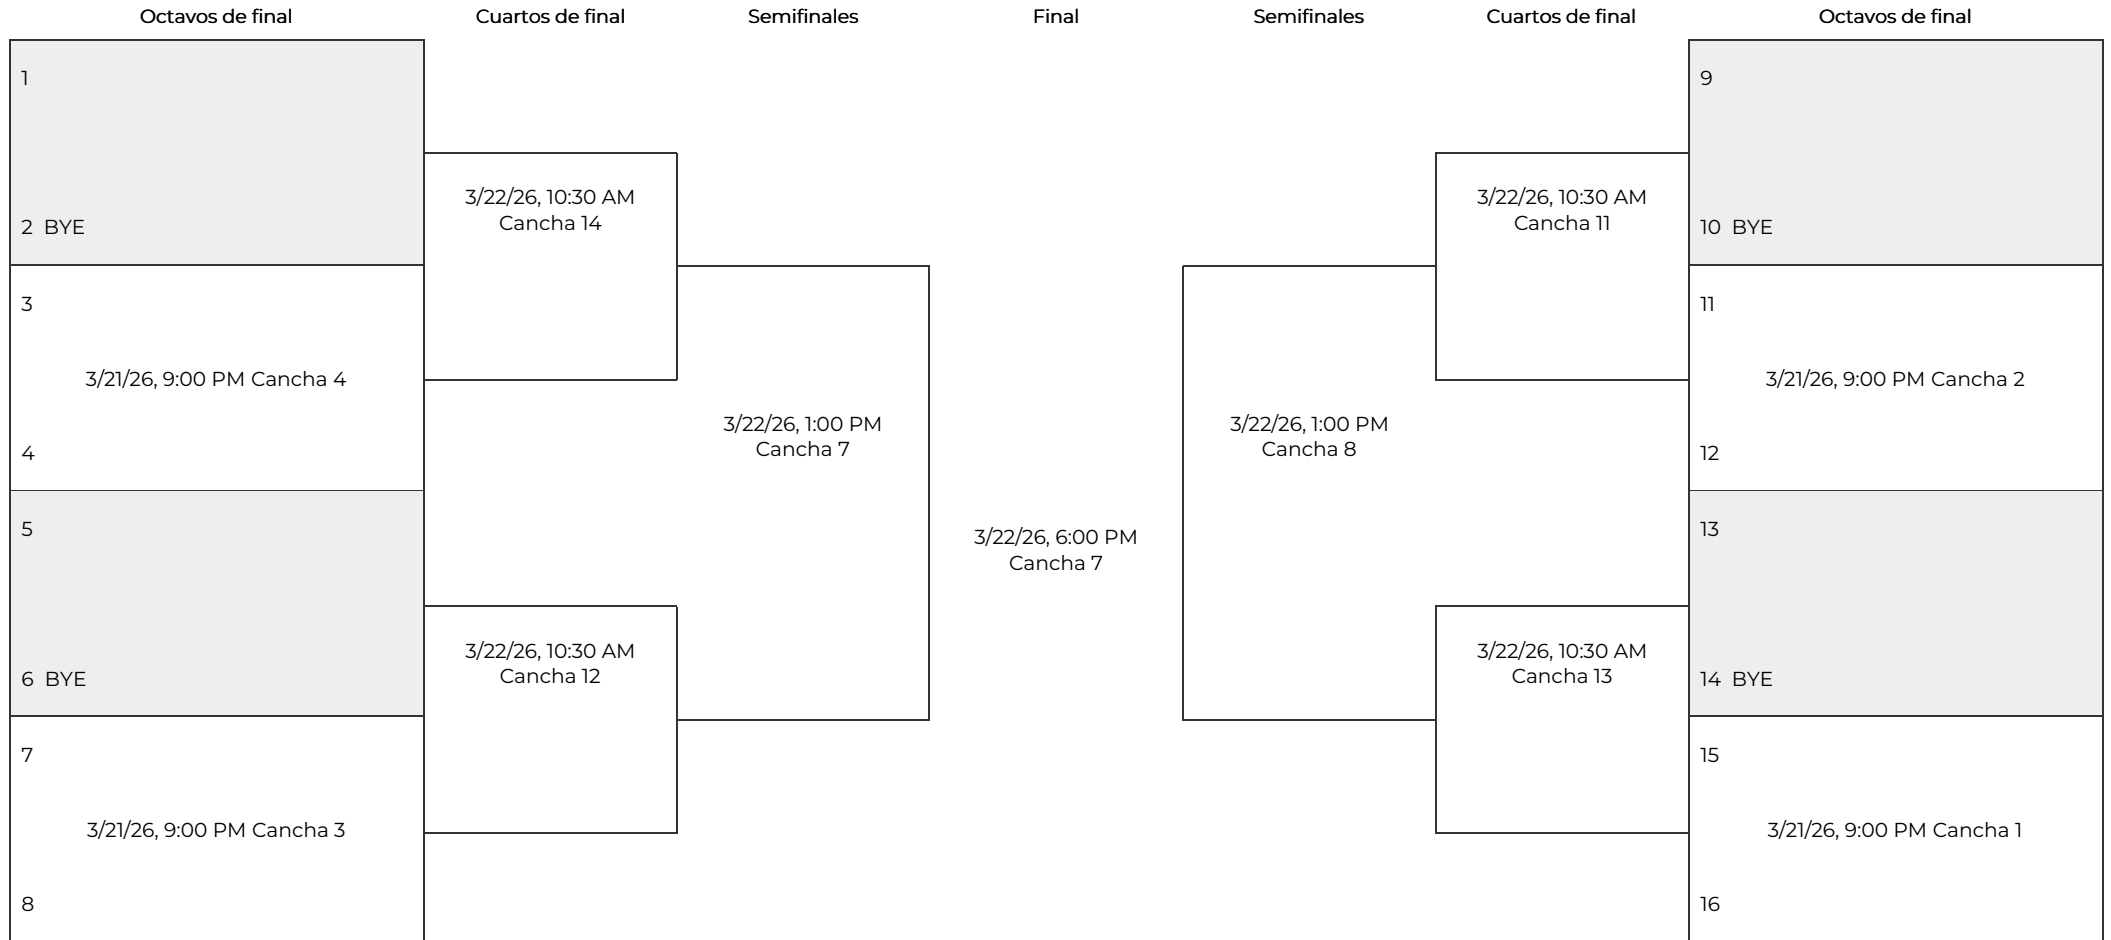 Octavos de final
Cuartos de final
Semifinales
Final
Semifinales
Cuartos de final
Octavos de final
1
2 BYE
3
3/21/26, 9:00 PM Cancha 4
4
5
6 BYE
7
3/21/26, 9:00 PM Cancha 3
8
3/22/26, 10:30 AM
Cancha 14
3/22/26, 10:30 AM
Cancha 12
3/22/26, 1:00 PM
Cancha 7
3/22/26, 6:00 PM
Cancha 7
3/22/26, 1:00 PM
Cancha 8
3/22/26, 10:30 AM
Cancha 11
3/22/26, 10:30 AM
Cancha 13
9
10 BYE
11
3/21/26, 9:00 PM Cancha 2
12
13
14 BYE
15
3/21/26, 9:00 PM Cancha 1
16